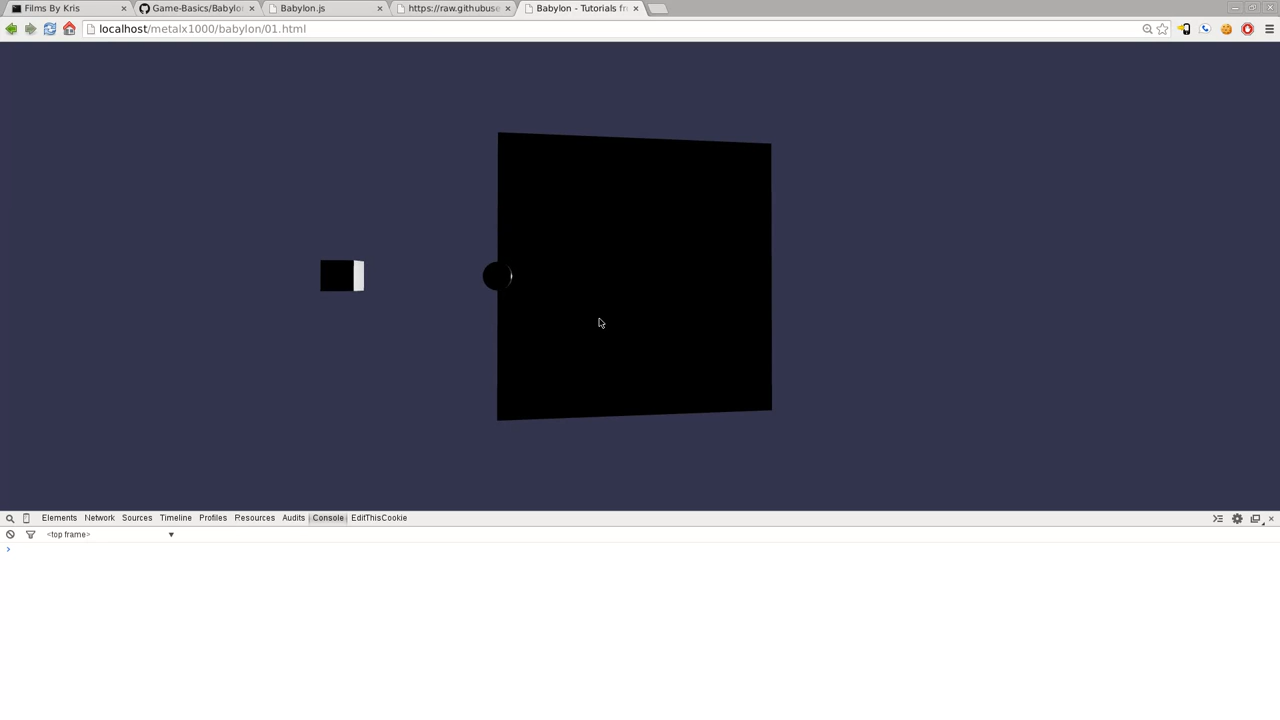 Films By Kris
Game-Basics/Babylo
Babylon.js
https://raw.githubuse
Babylon - Tutorials fr
localhost/metalx1000/babylon/01.html
Elements Network Sources Timeline Profiles Resources Audits Console EditThisCookie
<top frame>